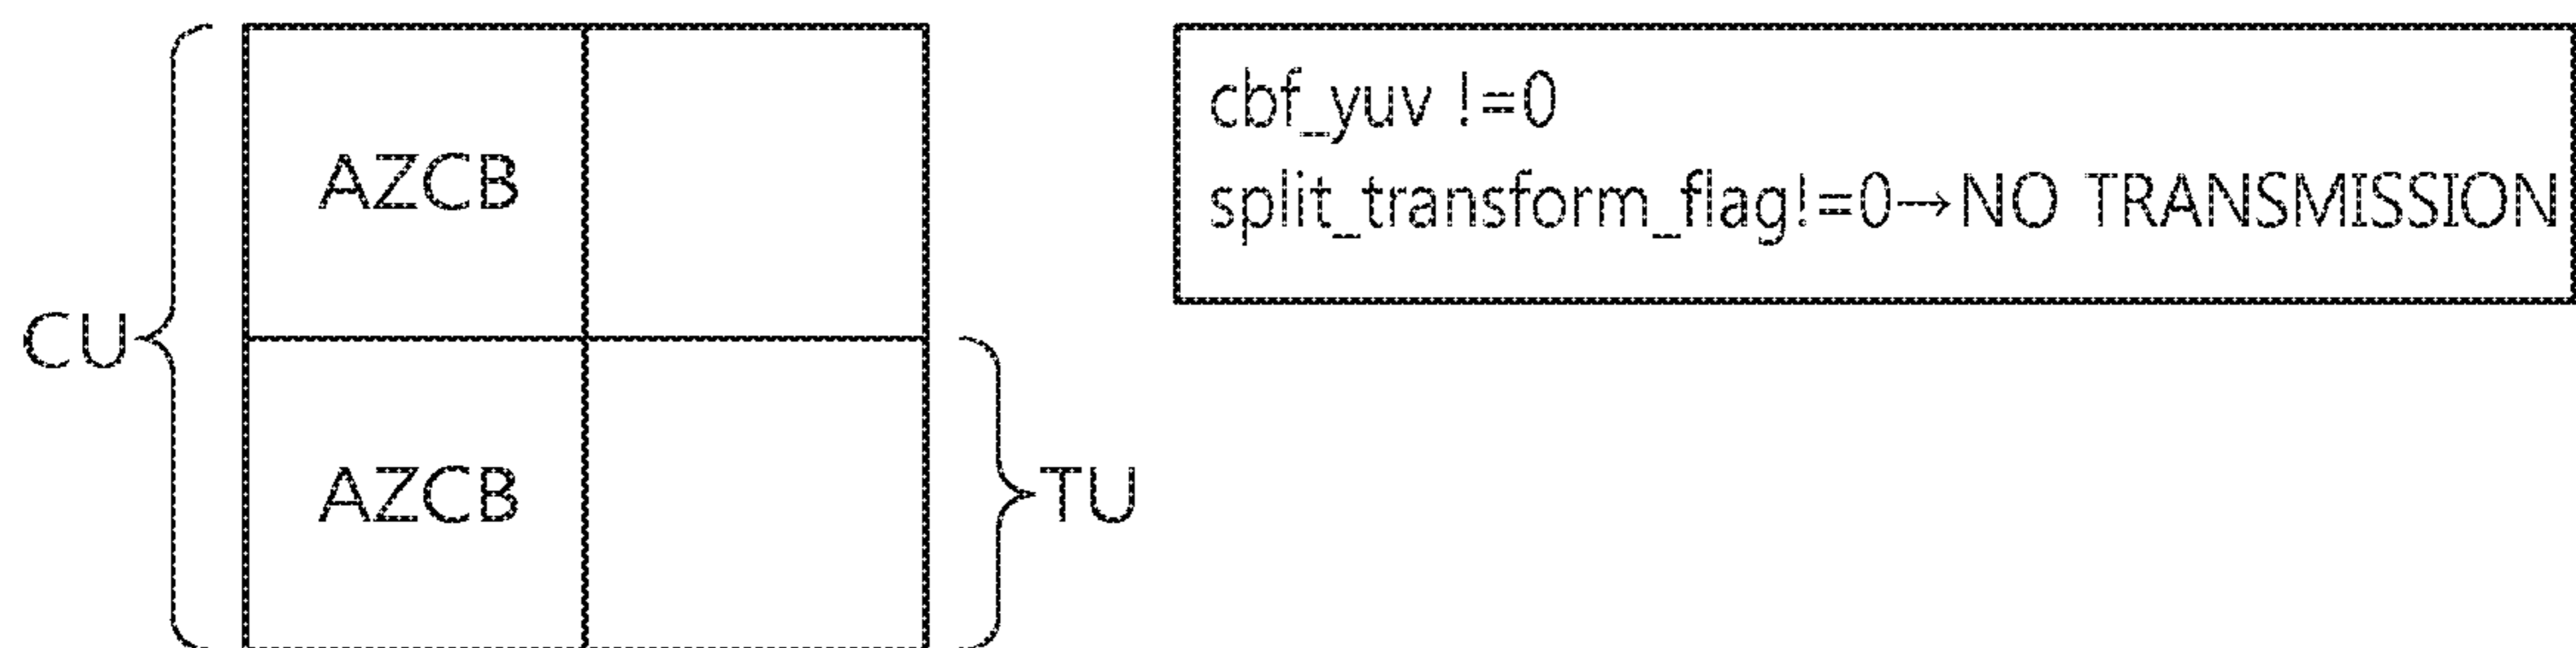 AZCB
cbf_yuv !=0
split_transform_flag!=0→NO TRANSMISSION
CU
AZCB
TU